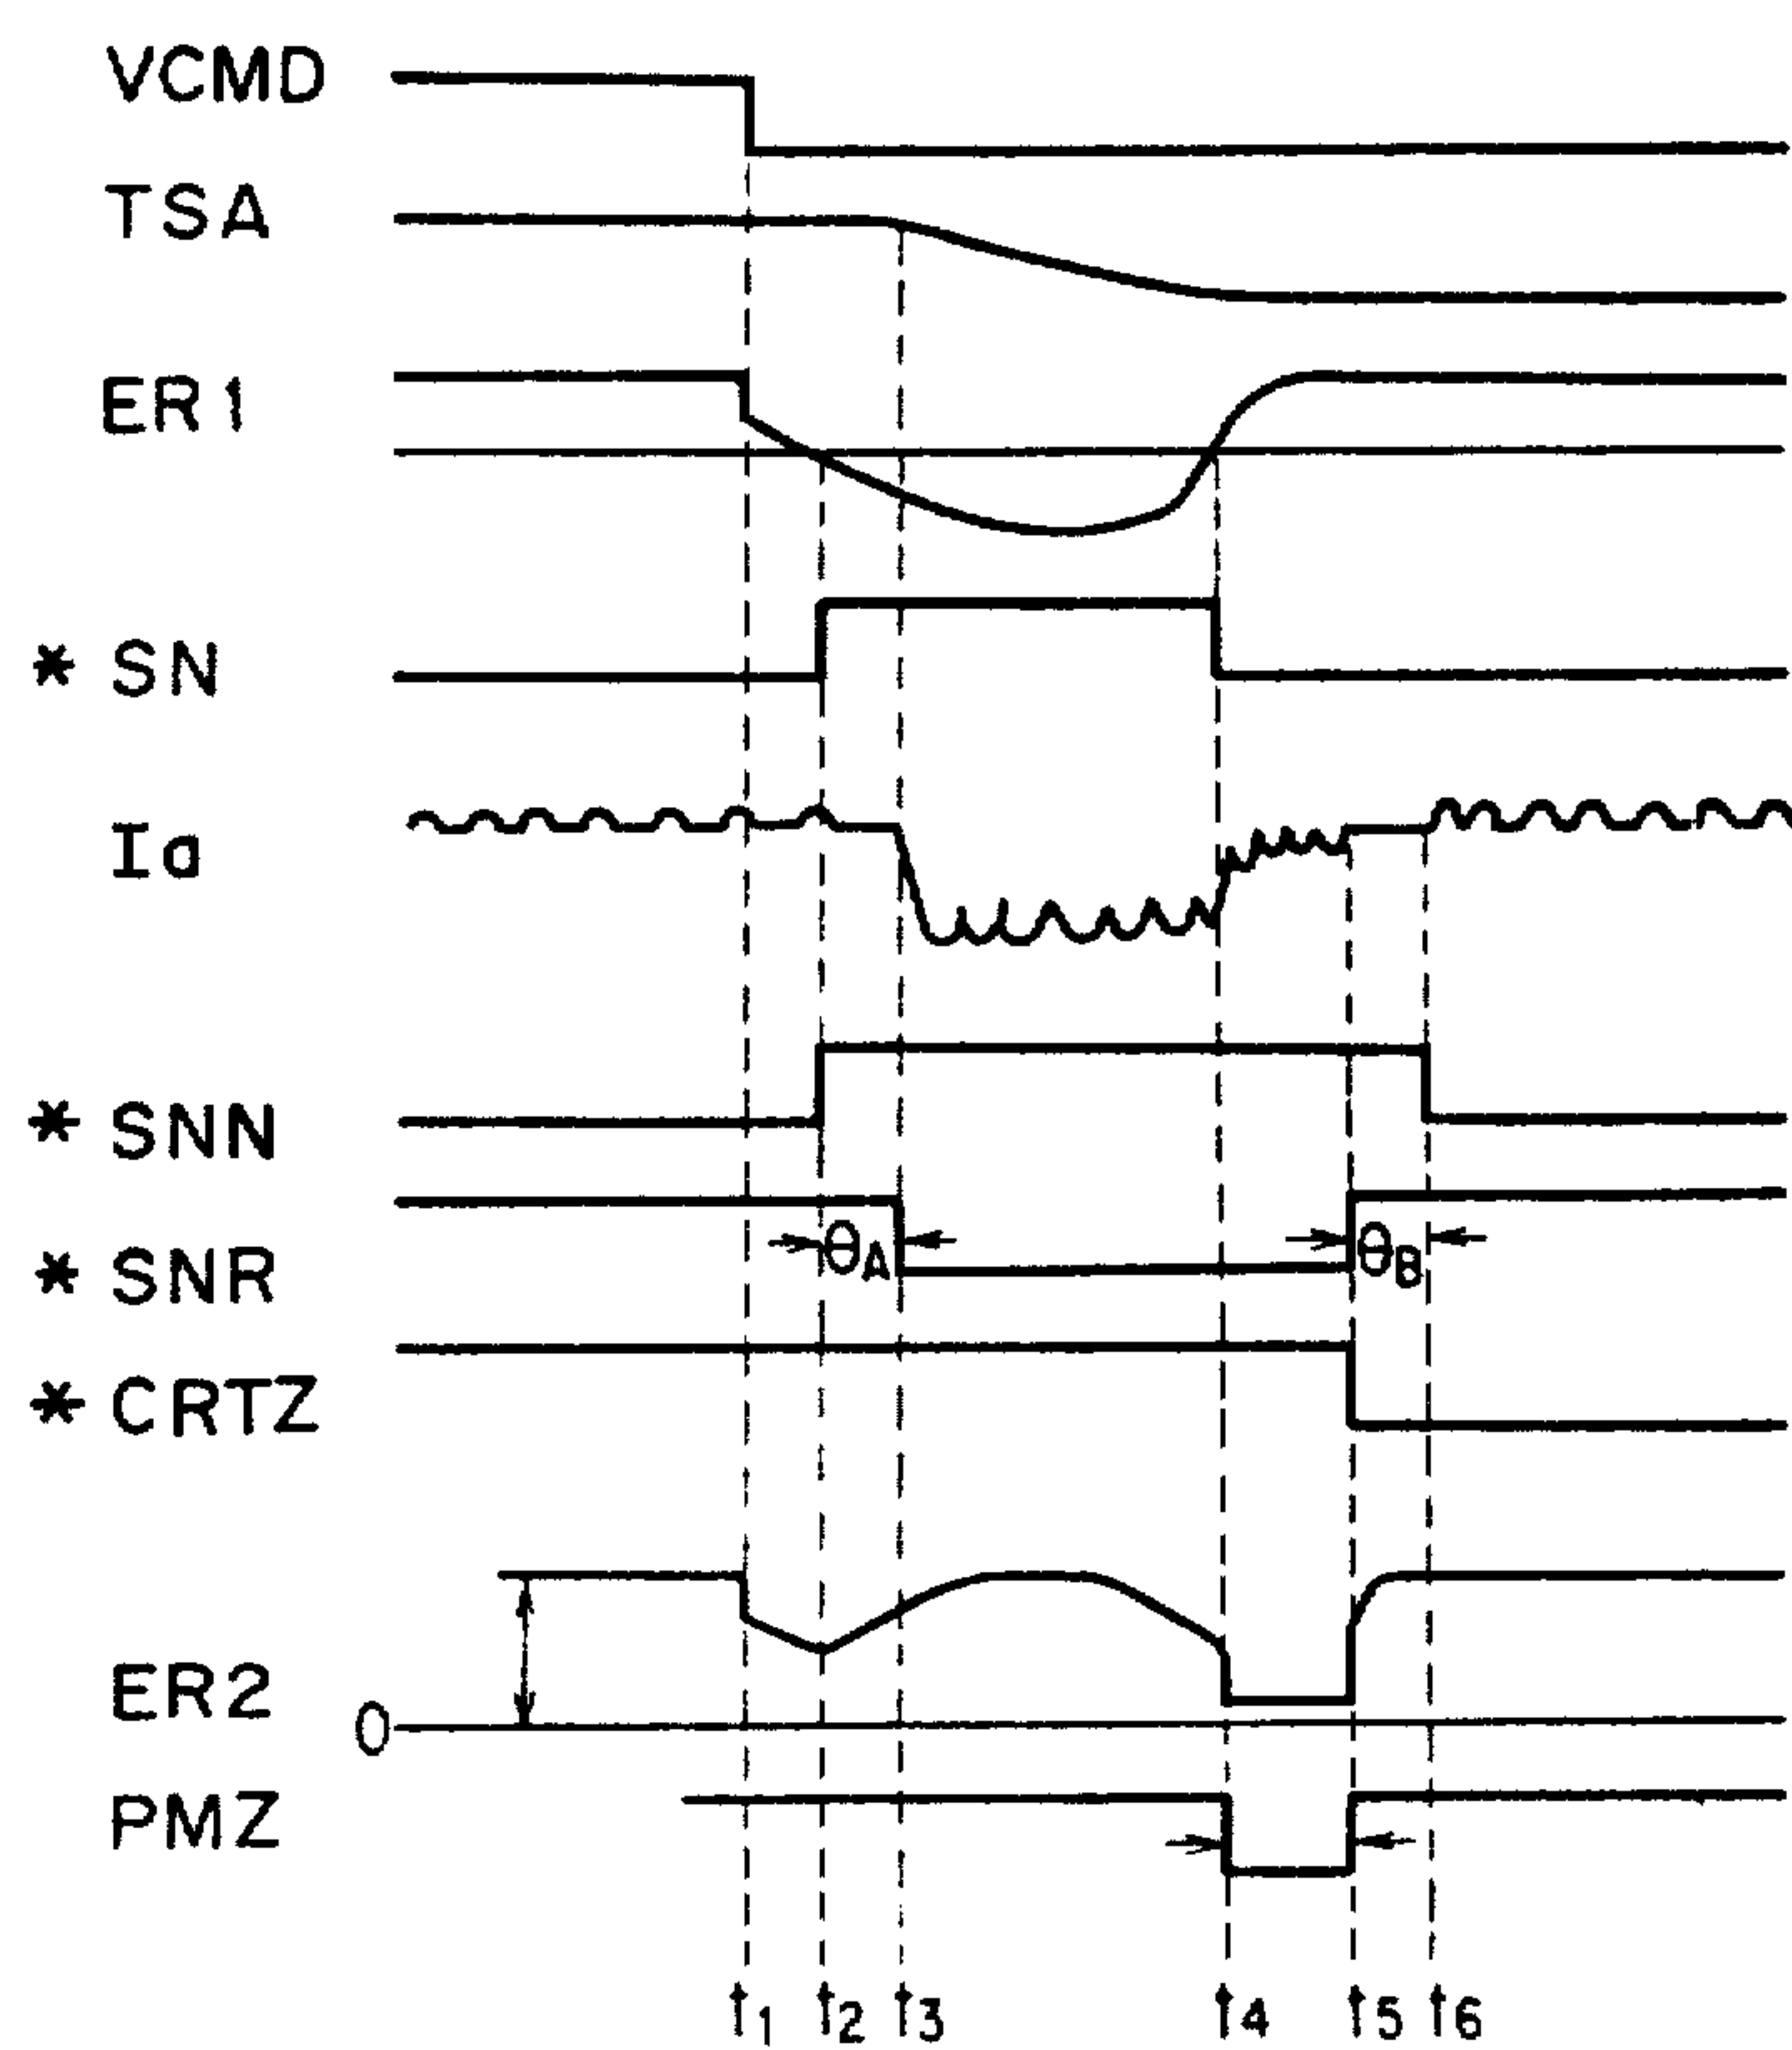 VCMD
TSA
ER1
* SN
Ia
* SNN
* SNR
θA θB
* CRTZ
ER2
0
PMZ
t1 t2 t3 t4 t5 t6